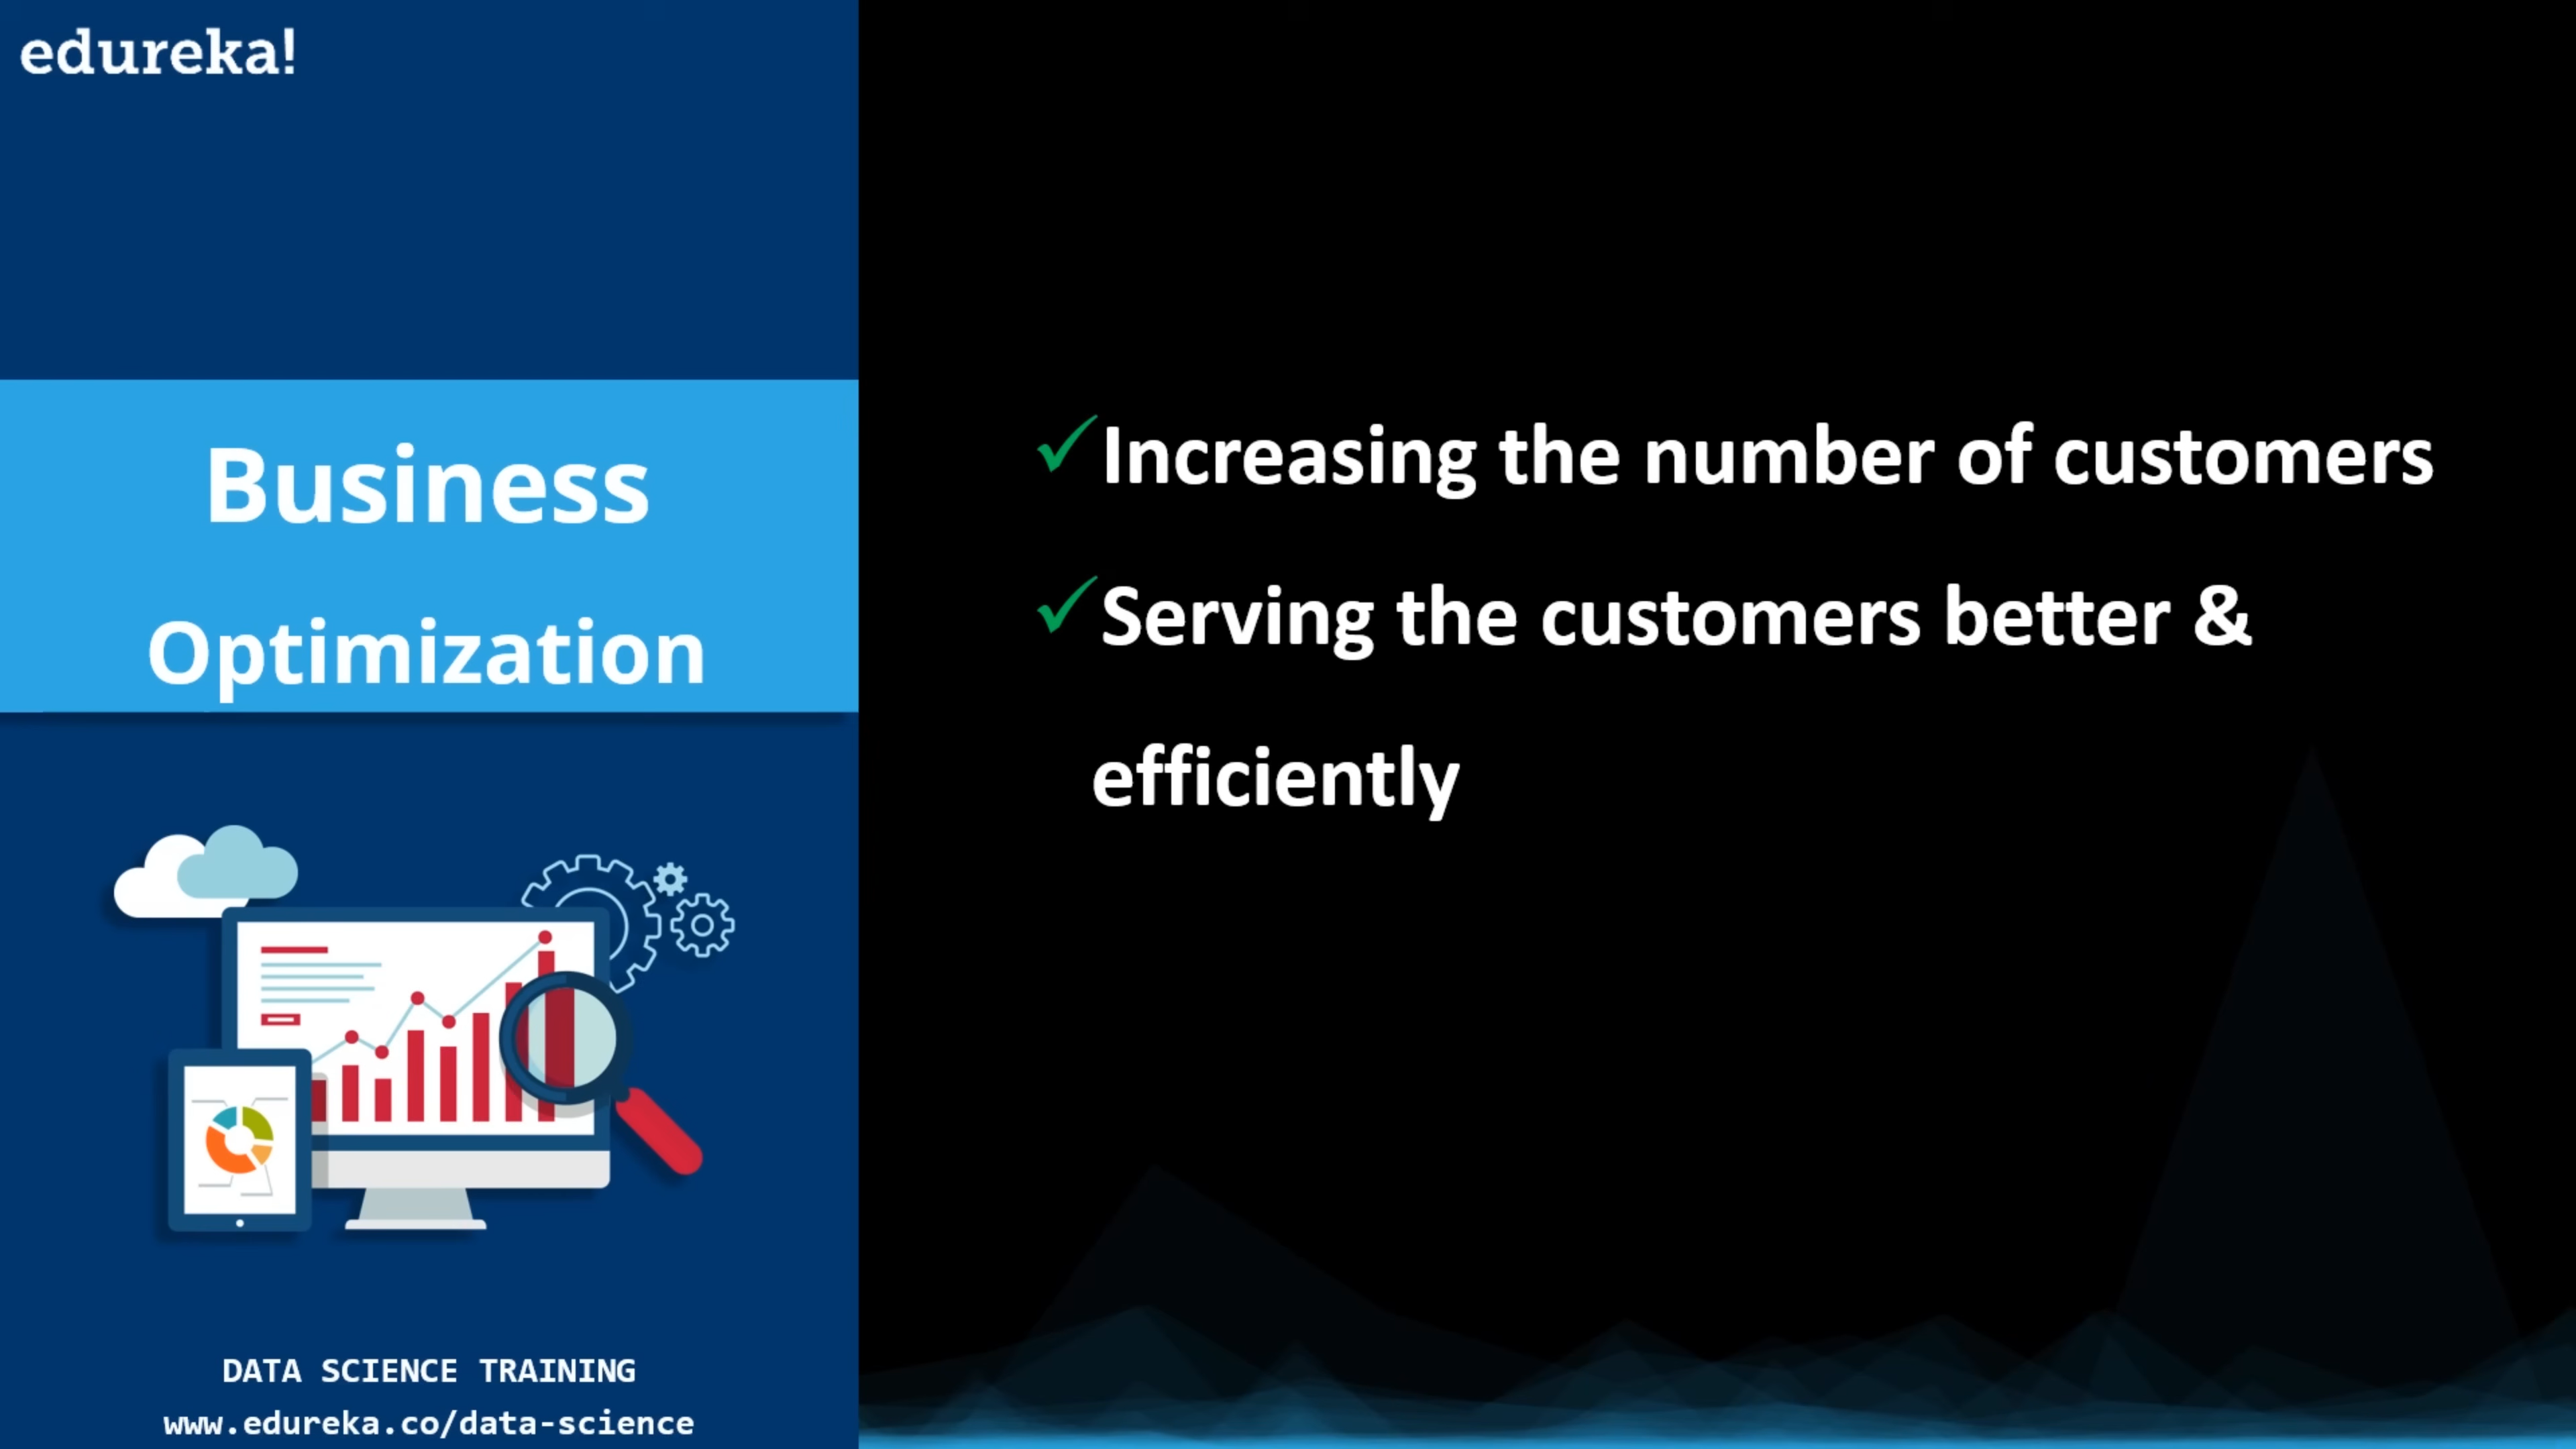 edureka!
Business
Optimization
DATA SCIENCE TRAINING
www.edureka.co/data-science
✓Increasing the number of customers
✓Serving the customers better &
efficiently